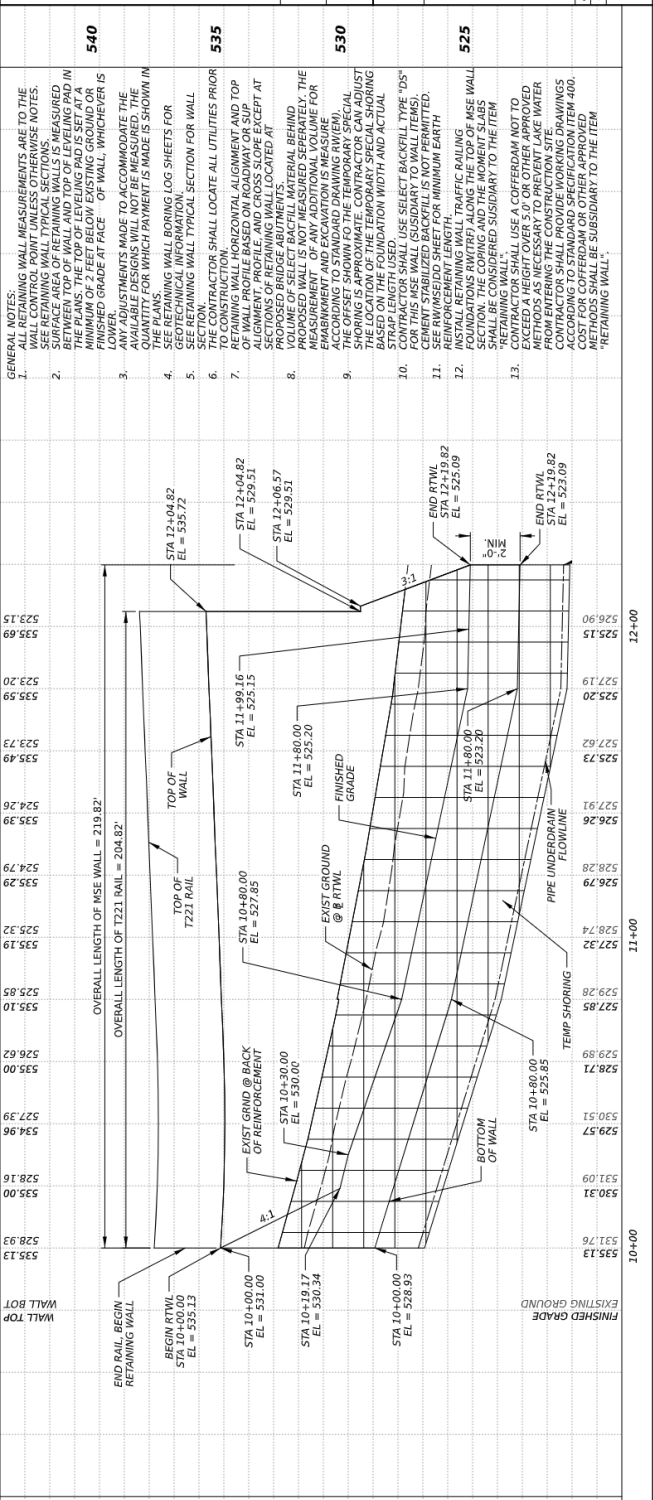 WALL TOP
WALL BOT
535.13
528.93
535.00
528.16
534.96
527.39
535.00
526.62
535.10
525.85
535.19
525.32
535.29
524.79
535.39
524.26
535.49
523.73
535.59
523.20
535.69
523.15
OVERALL LENGTH OF MSE WALL = 219.82'
OVERALL LENGTH OF T221 RAIL = 204.82'
END RAIL, BEGIN
RETAINING WALL
BEGIN RTWL
STA 10+00.00
EL = 535.13
STA 10+00.00
EL = 531.00
STA 10+19.17
EL = 530.34
STA 10+00.00
EL = 528.93
4:1
EXIST GRND @ BACK
OF REINFORCEMENT
STA 10+30.00
EL = 530.00
TOP OF
T221 RAIL
TOP OF
WALL
STA 10+80.00
EL = 527.85
EXIST GROUND
@ ℄ RTWL
FINISHED
GRADE
STA 11+99.16
EL = 525.15
STA 11+80.00
EL = 525.20
STA 11+80.00
EL = 523.20
STA 12+04.82
EL = 535.72
STA 12+04.82
EL = 529.51
STA 12+06.57
EL = 529.51
3:1
END RTWL
STA 12+19.82
EL = 525.09
2'-0"
MIN.
END RTWL
STA 12+19.82
EL = 523.09
BOTTOM
OF WALL
STA 10+80.00
EL = 525.85
TEMP SHORING
PIPE UNDERDRAIN
FLOWLINE
EXISTING GROUND
FINISHED GRADE
531.76
535.13
531.09
530.31
530.51
529.57
529.89
528.71
529.28
527.85
528.74
527.32
528.28
526.79
527.91
526.26
527.62
525.73
527.19
525.20
526.90
525.15
10+00
11+00
12+00
GENERAL NOTES:
1. ALL RETAINING WALL MEASUREMENTS ARE TO THE
WALL CONTROL POINT UNLESS OTHERWISE NOTES.
SEE RETAINING WALL TYPICAL SECTIONS.
2. SURFACE AREA OF RETAINING WALLS IS MEASURED
BETWEEN TOP OF WALL AND TOP OF LEVELING PAD IN
THE PLANS. THE TOP OF LEVELING PAD IS SET AT A
MINIMUM OF 2 FEET BELOW EXISTING GROUND OR
FINISHED GRADE AT FACE OF WALL, WHICHEVER IS
LOWER.
3. ANY ADJUSTMENTS MADE TO ACCOMMODATE THE
AVAILABLE DESIGNS WILL NOT BE MEASURED. THE
QUANTITY FOR WHICH PAYMENT IS MADE IS SHOWN IN
THE PLANS.
4. SEE RETAINING WALL BORING LOG SHEETS FOR
GEOTECHNICAL INFORMATION.
5. SEE RETAINING WALL TYPICAL SECTION FOR WALL
SECTION.
6. THE CONTRACTOR SHALL LOCATE ALL UTILITIES PRIOR
TO CONSTRUCTION.
7. RETAINING WALL HORIZONTAL ALIGNMENT AND TOP
OF WALL PROFILE BASED ON ROADWAY OR SUP
ALIGNMENT, PROFILE, AND CROSS SLOPE EXCEPT AT
SECTIONS OF RETAINING WALL LOCATED AT
PROPOSED BRIDGE ABUTMENTS.
8. VOLUME OF SELECT BACFILL MATERIAL BEHIND
PROPOSED WALL IS NOT MEASURED SEPERATELY. THE
MEASUREMENT OF ANY ADDITIONAL VOLUME FOR
EMABNMENT AND EXCAVATION IS MEASURE
ACCORDING TO STANDARD DRAWING RW(EM).
9. THE OFFSET SHOWN FO THE TEMPORARY SPECIAL
SHORING IS APPROXIMATE. CONTRACTOR CAN ADJUST
THE LOCATION OF THE TEMPORARY SPECIAL SHORING
BASED ON THE FOUNDATION WIDTH AND ACTUAL
STRAP LENGTH USED.
10. CONTRACTOR SHALL USE SELECT BACKFILL TYPE "DS"
FOR THIS MSE WALL (SUSIDIARY TO WALL ITEMS).
CEMENT STABILIZED BACKFILL IS NOT PERMITTED.
11. SEE RW(MSE)DD SHEET FOR MINIMUM EARTH
REINFORCEMENT LENGTH.
12. INSTALL RETAINING WALL TRAFFIC RAILING
FOUNDATIONS RW(TRF) ALONG THE TOP OF MSE WALL
SECTION. THE COPING AND THE MOMENT SLABS
SHALL BE CONSIDERED SUSIDIARY TO THE ITEM
"RETAINING WALL".
13. CONTRACTOR SHALL USE A COFFERDAM NOT TO
EXCEED A HEIGHT OVER 5.0' OR OTHER APPROVED
METHODS AS NECESSARY TO PREVENT LAKE WATER
FROM ENTERING THE CONSTRUCTION SITE.
CONTRACTOR SHALL PROVIDE WORKING DRAWINGS
ACCORDING TO STANDARD SPECIFICATION ITEM 400.
COST FOR COFFERDAM OR OTHER APPROVED
METHODS SHALL BE SUBSIDIARY TO THE ITEM
"RETAINING WALL".
540
535
530
525